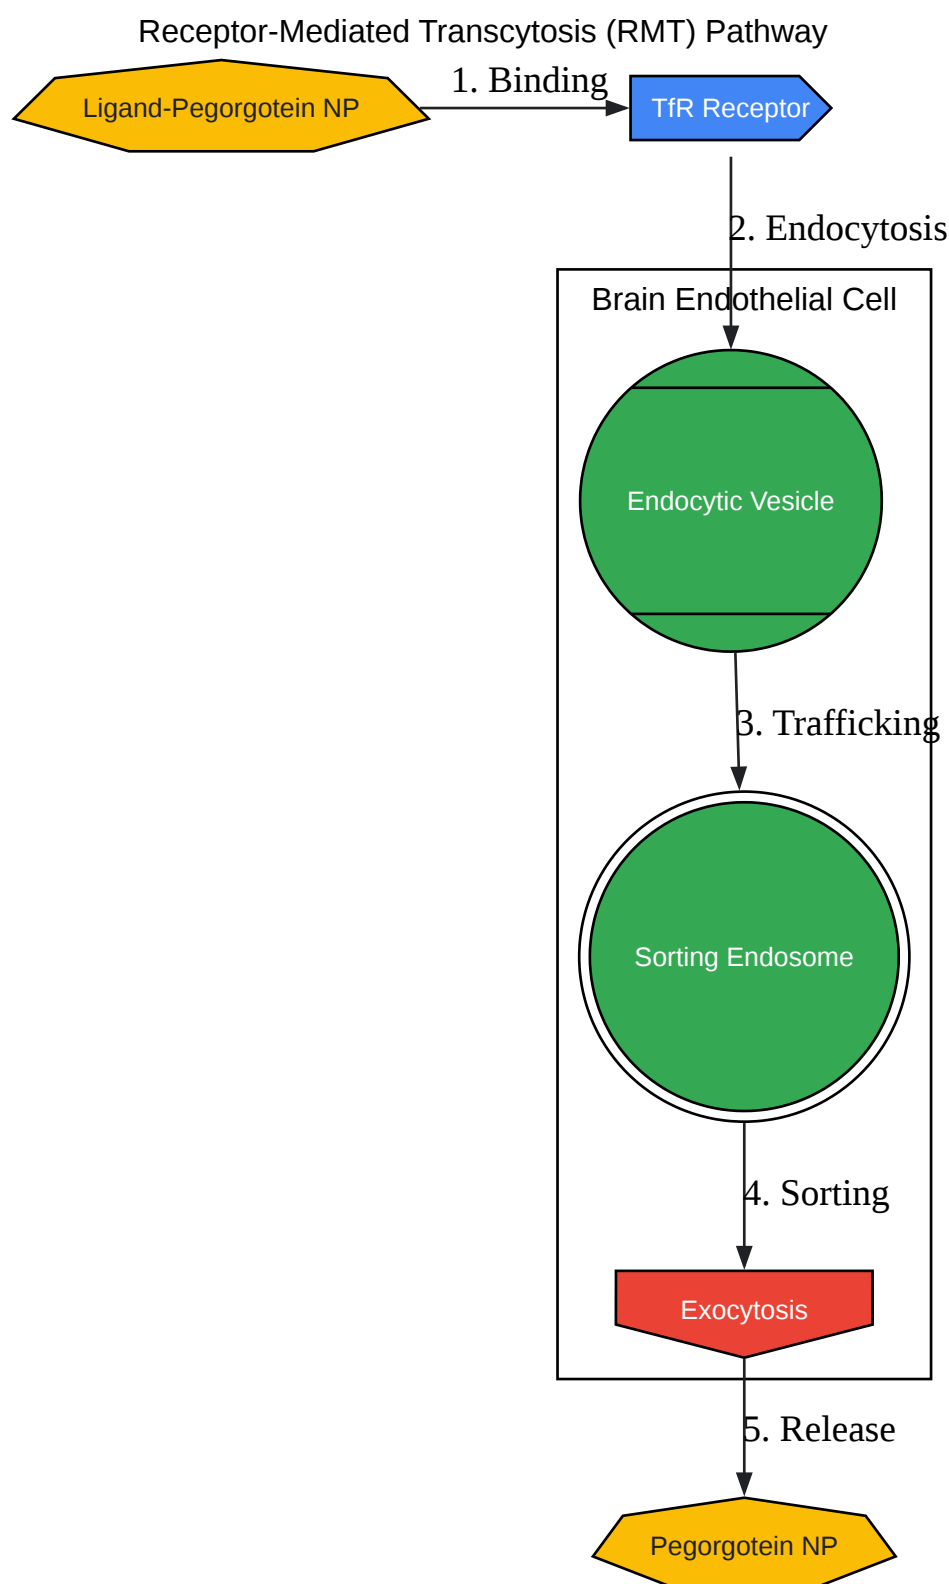 Receptor-Mediated Transcytosis (RMT) Pathway
Ligand-Pegorgotein NP
1. Binding
TfR Receptor
2. Endocytosis
Brain Endothelial Cell
Endocytic Vesicle
3. Trafficking
Sorting Endosome
4. Sorting
Exocytosis
5. Release
Pegorgotein NP